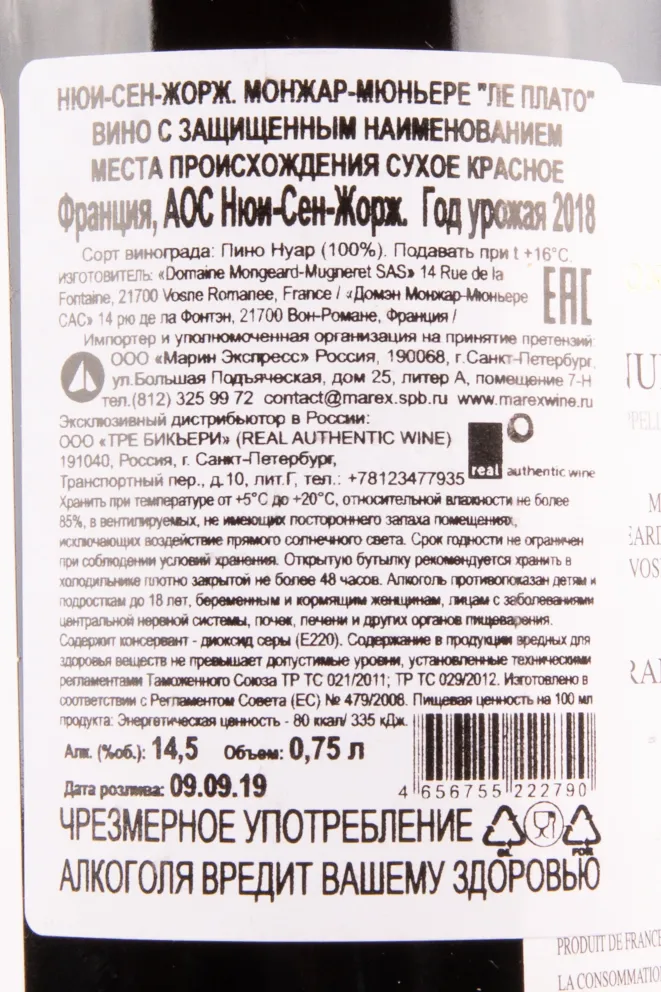 НЮИ-СЕН-ЖОРЖ. МОНЖАР-МЮНЬЕРЕ "ЛЕ ПЛАТО"
ВИНО С ЗАЩИЩЕННЫМ НАИМЕНОВАНИЕМ
МЕСТА ПРОИСХОЖДЕНИЯ СУХОЕ КРАСНОЕ
Франция, АОС Нюи-Сен-Жорж. Год урожая 2018
Сорт винограда: Пино Нуар (100%). Подавать при t +16°C.
ИЗГОТОВИТЕЛЬ: «Domaine Mongeard-Mugneret SAS» 14 Rue de la
Fontaine, 21700 Vosne Romanee, France / «Домэн Монжар-Мюньере
САС» 14 рю де ла Фонтэн, 21700 Вон-Романе, Франция /
EAC
Импортер и уполномоченная организация на принятие претензий:
ООО «Марин Экспресс» Россия, 190068, г.Санкт-Петербург,
ул.Большая Подъяческая, дом 25, литер А, помещение 7-Н
тел.(812) 325 99 72 contact@marex.spb.ru www.marexwine.ru
Эксклюзивный дистрибьютор в России:
ООО «ТРЕ БИКЬЕРИ» (REAL AUTHENTIC WINE)
191040, Россия, г. Санкт-Петербург,
Транспортный пер., д.10, лит.Г, тел.: +78123477935
real authentic wine
Хранить при температуре от +5°С до +20°С, относительной влажности не более
85%, в вентилируемых, не имеющих постороннего запаха помещениях,
исключающих воздействие прямого солнечного света. Срок годности не ограничен
при соблюдении условий хранения. Открытую бутылку рекомендуется хранить в
холодильнике плотно закрытой не более 48 часов. Алкоголь противопоказан детям и
подросткам до 18 лет, беременным и кормящим женщинам, лицам с заболеваниями
центральной нервной системы, почек, печени и других органов пищеварения.
Содержит консервант - диоксид серы (Е220). Содержание в продукции вредных для
здоровья веществ не превышает допустимые уровни, установленные техническими
регламентами Таможенного Союза ТР ТС 021/2011; ТР ТС 029/2012. Изготовлено в
соответствии с Регламентом Совета (ЕС) № 479/2008. Пищевая ценность на 100 мл
продукта: Энергетическая ценность - 80 ккал/ 335 кДж.
Алк. (%об.): 14,5 Объем: 0,75 л
Дата розлива: 09.09.19
4 656755 222790
ЧРЕЗМЕРНОЕ УПОТРЕБЛЕНИЕ
АЛКОГОЛЯ ВРЕДИТ ВАШЕМУ ЗДОРОВЬЮ
PRODUIT DE FRANCE
LA CONSOMMATIO